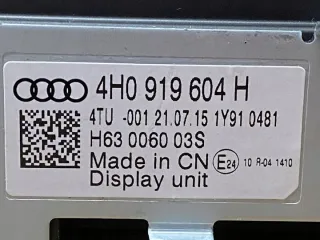 4H0 919 604 H
4TU -001 21.07.15 1Y91 0481
H63 0060 03S
Made in CN E24 10 R-04 1410
Display unit